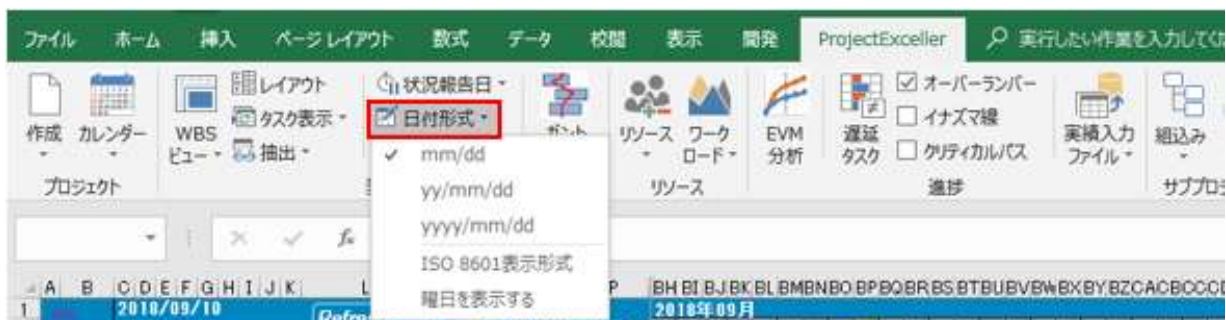 ファイル ホーム 挿入 ページ レイアウト 数式 データ 校閲 表示 開発 ProjectExceller 実行したい作業を入力してくだ
作成 カレンダー
プロジェクト
WBS
ビュー
レイアウト
タスク表示
抽出
状況報告日
日付形式
mm/dd
yy/mm/dd
yyyy/mm/dd
ISO 8601表示形式
曜日を表示する
リソース ワーク
ロード
リソース
EVM
分析
遅延
タスク
オーバーランバー
イナズマ線
クリティカルパス
進捗
実績入力
ファイル
組込み
サブプロ
fx
A B C D E F G H I J K L P BH BI BJ BK BL BM BN BO BP BQ BR BS BT BU BV BW BX BY BZ CA CB CC CD
1 2018/09/10 Refre 2018年09月